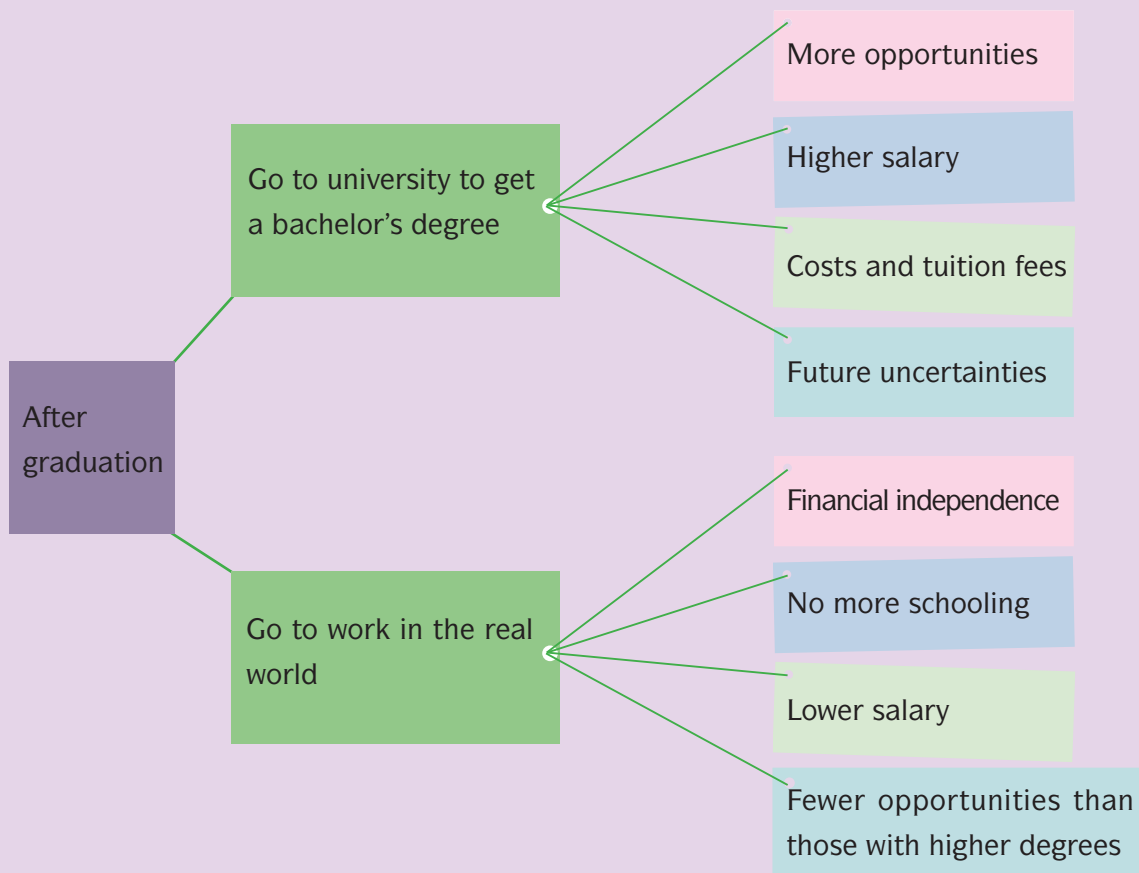 After
graduation
Go to university to get
a bachelor's degree
More opportunities
Higher salary
Costs and tuition fees
Future uncertainties
Go to work in the real
world
Financial independence
No more schooling
Lower salary
Fewer opportunities than
those with higher degrees